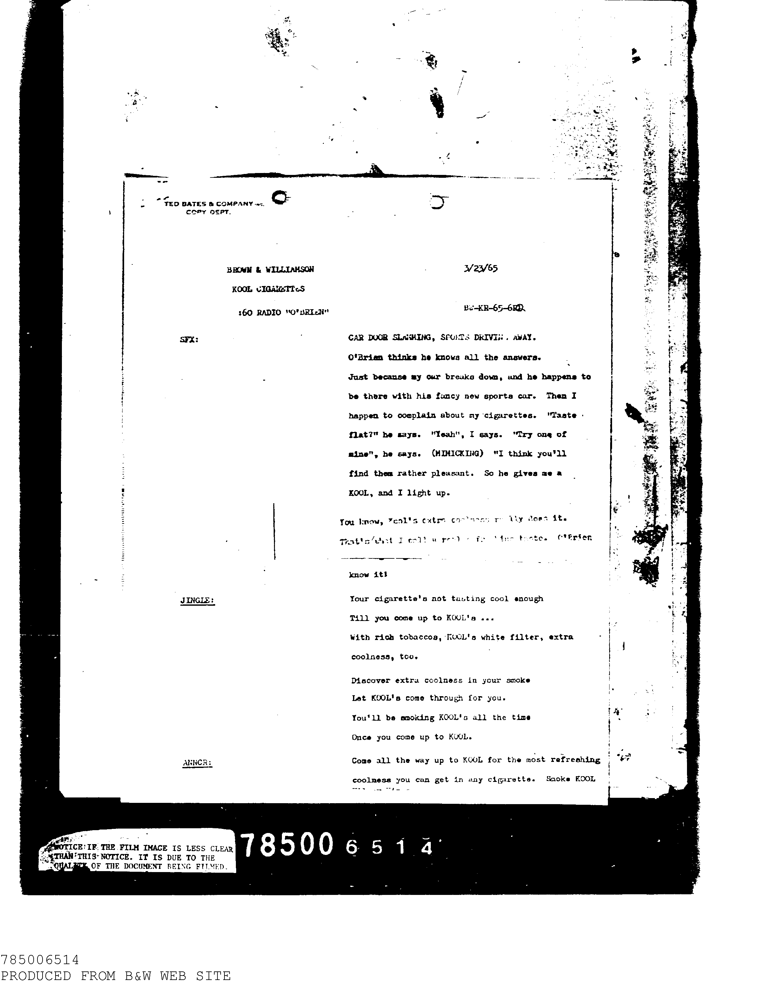 TED BATES & COMPANY
COPY DEPT.
BROWN & WILLIAMSON
3/23/65
KOOL CIGARETTES
:60 RADIO "O'BRIEN"
BW-KR-65-6RD
SFX:
CAR DOOR SLAMMING, SPORTS DRIVING AWAY.
O'Brien thinks he knows all the answers.
Just because my car breaks down, and he happens to
be there with his fancy new sports car. Then I
happen to complain about my cigarettes. "Taste
flat?" he says. "Yeah", I says. "Try one of
mine", he says. (MIMICKING) "I think you'll
find them rather pleasant. So he gives me a
KOOL, and I light up.
You know, Kool's extra coolness really does it.
That's what I call a taste. O'Brien
know it!
JINGLE:
Your cigarette's not tasting cool enough
Till you come up to KOOL's ...
With rich tobaccos, KOOL's white filter, extra
coolness, too.
Discover extra coolness in your smoke
Let KOOL's come through for you.
You'll be smoking KOOL's all the time
Once you come up to KOOL.
ANNCR:
Come all the way up to KOOL for the most refreshing
coolness you can get in any cigarette. Smoke KOOL
NOTICE: IF THE FILM IMAGE IS LESS CLEAR
THAN THIS NOTICE, IT IS DUE TO THE
QUALITY OF THE DOCUMENT BEING FILMED.
78500 6514
785006514
PRODUCED FROM B&W WEB SITE